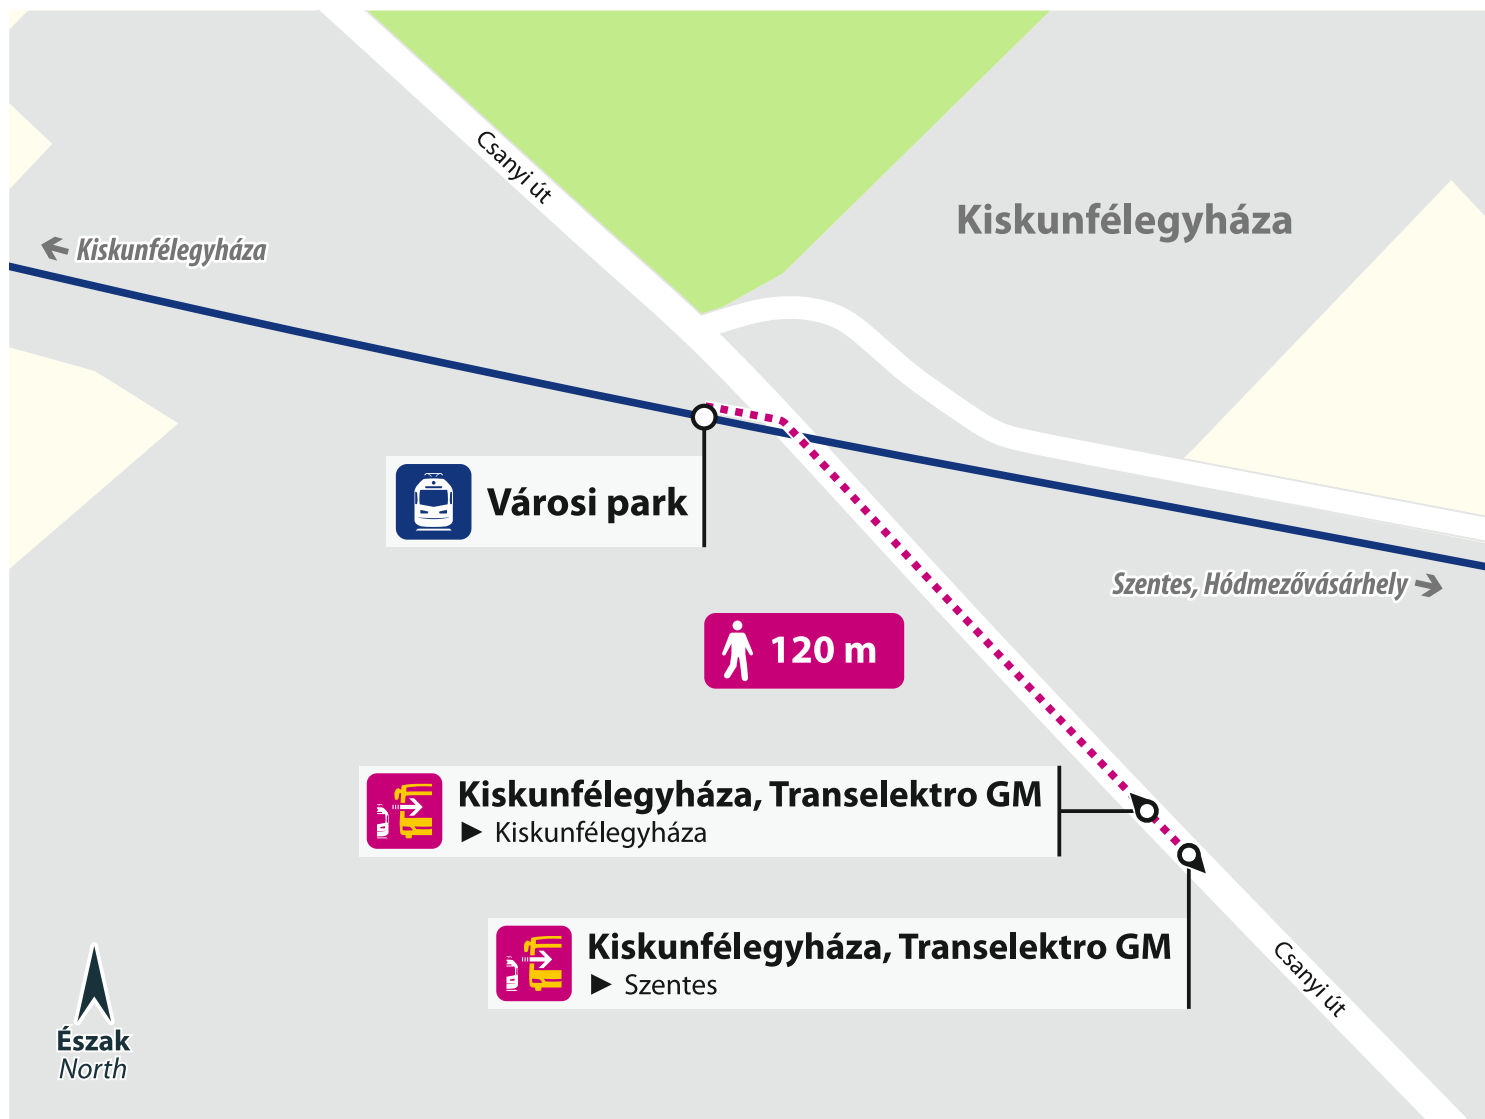 Csanyi út
Kiskunfélegyháza
← Kiskunfélegyháza
Városi park
Szentes, Hódmezővásárhely →
120 m
Kiskunfélegyháza, Transelektro GM
► Kiskunfélegyháza
Kiskunfélegyháza, Transelektro GM
► Szentes
Csanyi út
Észak
North